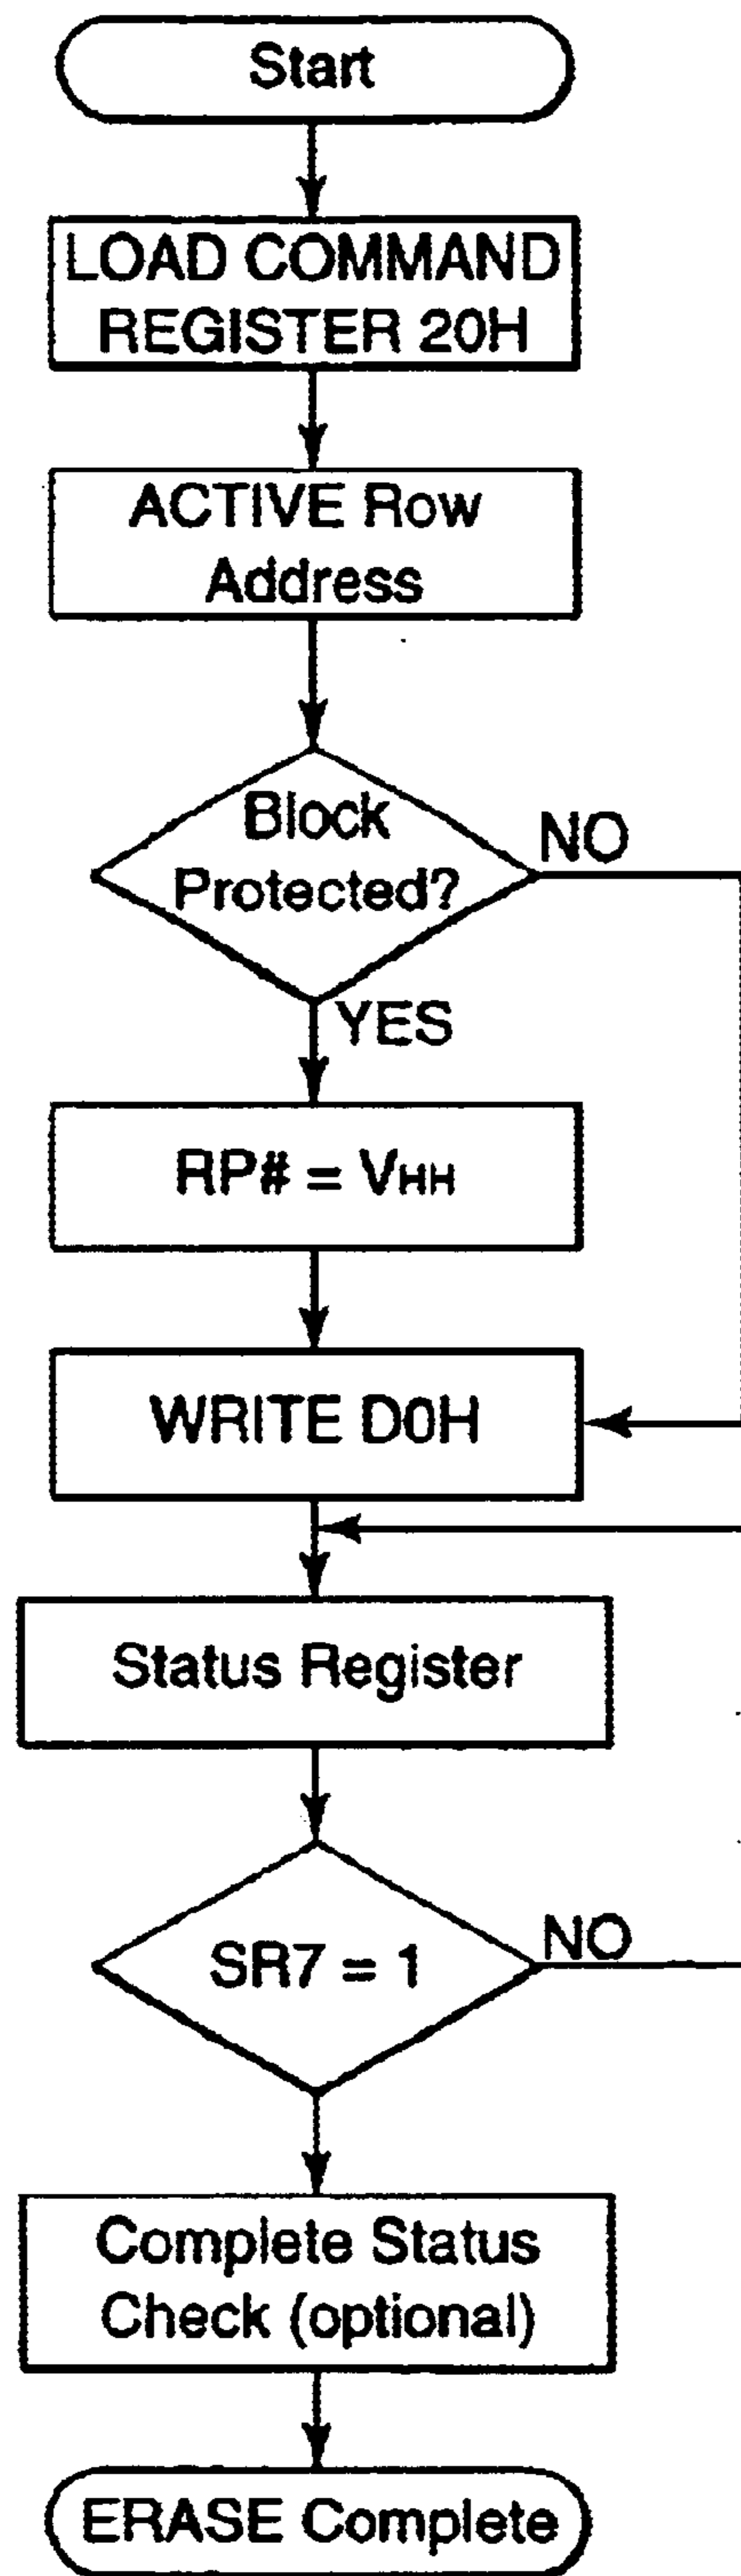 Start
LOAD COMMAND
REGISTER 20H
ACTIVE Row
Address
Block
Protected?
NO
YES
RP# = VHH
WRITE D0H
Status Register
SR7 = 1
NO
Complete Status
Check (optional)
ERASE Complete